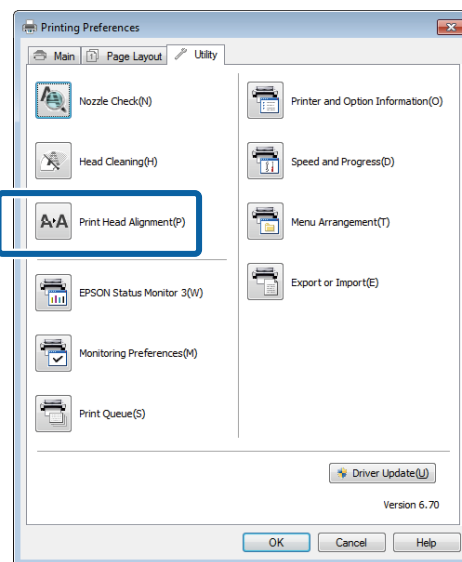 Printing Preferences
Main
Page Layout
Utility
Nozzle Check(N)
Head Cleaning(H)
Print Head Alignment(P)
EPSON Status Monitor 3(W)
Monitoring Preferences(M)
Print Queue(S)
Printer and Option Information(O)
Speed and Progress(D)
Menu Arrangement(T)
Export or Import(E)
Driver Update(U)
Version 6.70
OK
Cancel
Help